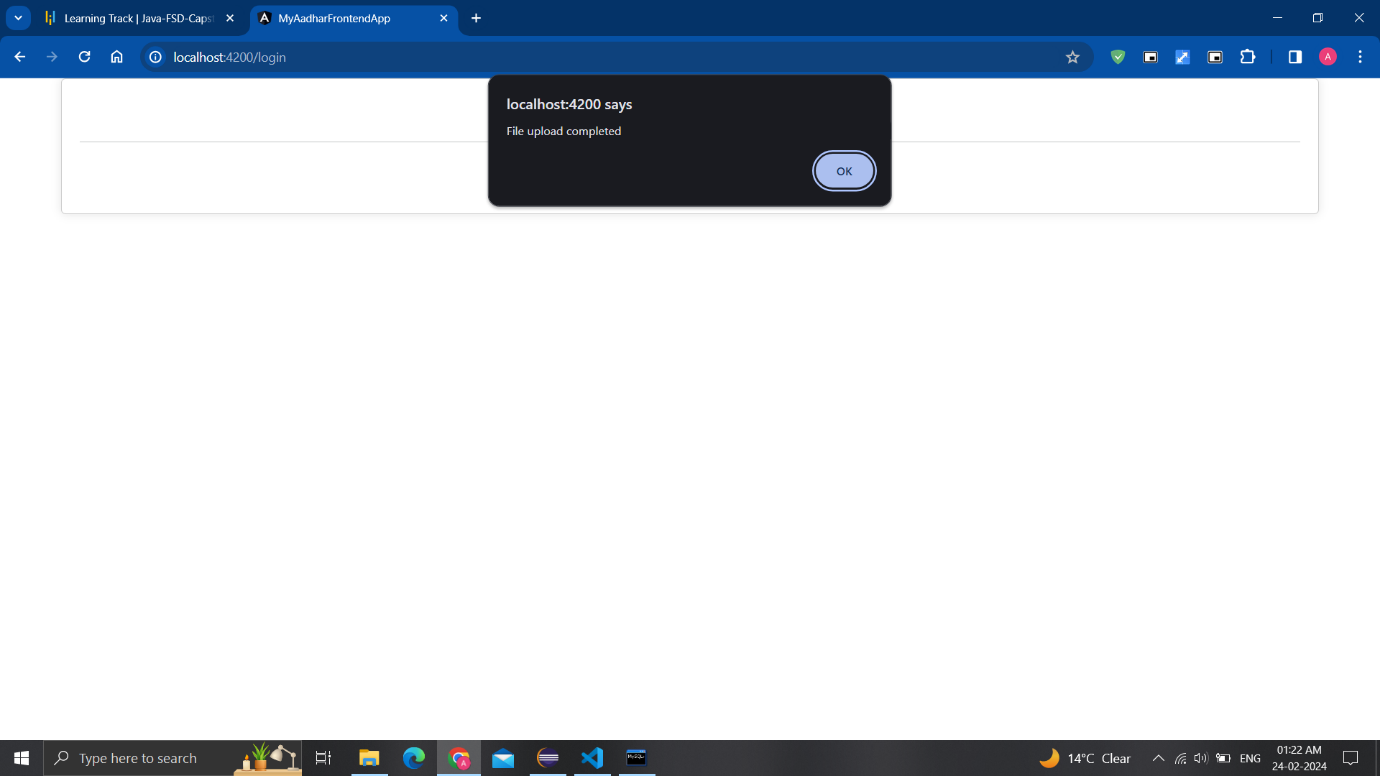 Learning Track | Java-FSD-Capst
MyAadharFrontendApp
localhost:4200/login
A
localhost:4200 says
File upload completed
OK
Type here to search
A
MySQL
14°C Clear
ENG
01:22 AM
24-02-2024